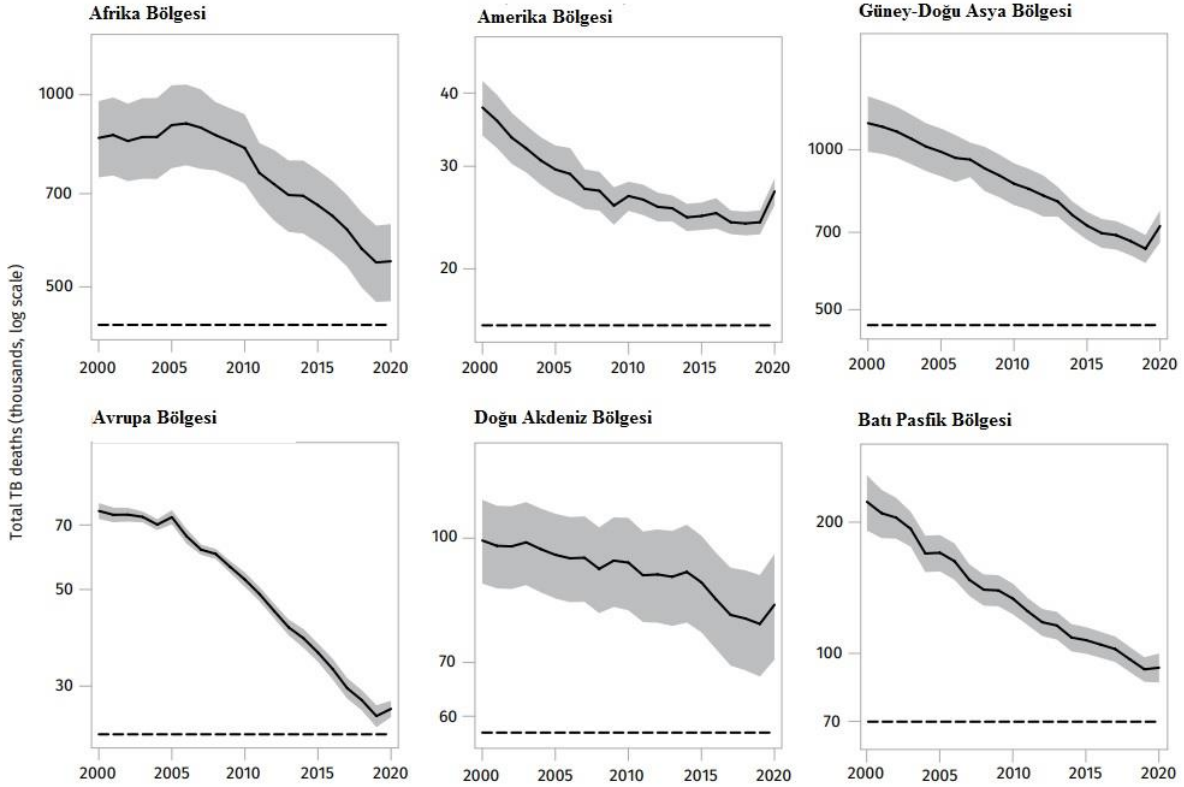 Afrika Bölgesi
Amerika Bölgesi
Güney-Doğu Asya Bölgesi
Total TB deaths (thousands, log scale)
1000
700
500
2000 2005 2010 2015 2020
40
30
20
2000 2005 2010 2015 2020
1000
700
500
2000 2005 2010 2015 2020
Avrupa Bölgesi
Doğu Akdeniz Bölgesi
Batı Pasfik Bölgesi
70
50
30
2000 2005 2010 2015 2020
100
70
60
2000 2005 2010 2015 2020
200
100
70
2000 2005 2010 2015 2020